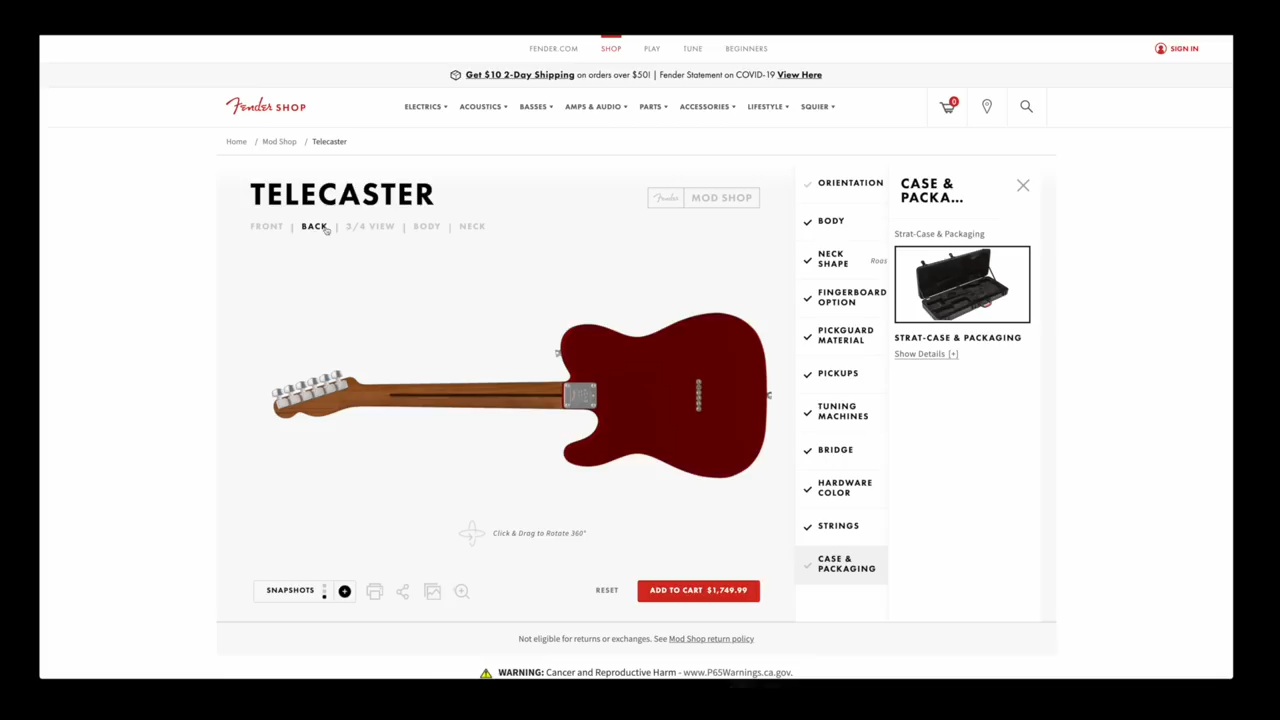 FENDER.COM SHOP PLAY TUNE BEGINNERS SIGN IN
Get $10 2-Day Shipping on orders over $50! | Fender Statement on COVID-19 View Here
Fender SHOP ELECTRICS ACOUSTICS BASSES AMPS & AUDIO PARTS ACCESSORIES LIFESTYLE SQUIER 0
Home / Mod Shop / Telecaster
TELECASTER
Fender MOD SHOP
FRONT | BACK | 3/4 VIEW | BODY | NECK
Click & Drag to Rotate 360°
SNAPSHOTS
RESET
ADD TO CART $1,749.99
ORIENTATION
BODY
NECK
SHAPE
Roas
FINGERBOARD
OPTION
PICKGUARD
MATERIAL
PICKUPS
TUNING
MACHINES
BRIDGE
HARDWARE
COLOR
STRINGS
CASE &
PACKAGING
CASE &
PACKA...
Strat-Case & Packaging
STRAT-CASE & PACKAGING
Show Details [+]
Not eligible for returns or exchanges. See Mod Shop return policy
WARNING: Cancer and Reproductive Harm - www.P65Warnings.ca.gov.